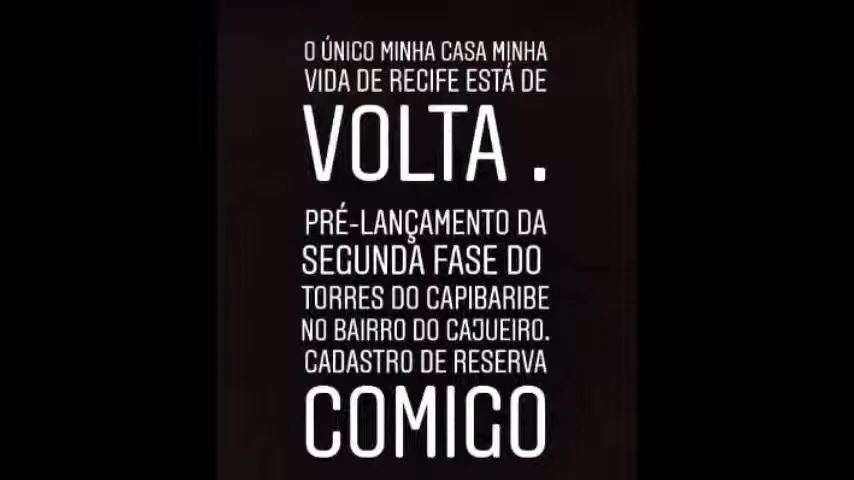 O ÚNICO MINHA CASA MINHA
VIDA DE RECIFE ESTÁ DE
VOLTA .
PRÉ-LANÇAMENTO DA
SEGUNDA FASE DO
TORRES DO CAPIBARIBE
NO BAIRRO DO CAJUEIRO.
CADASTRO DE RESERVA
COMIGO